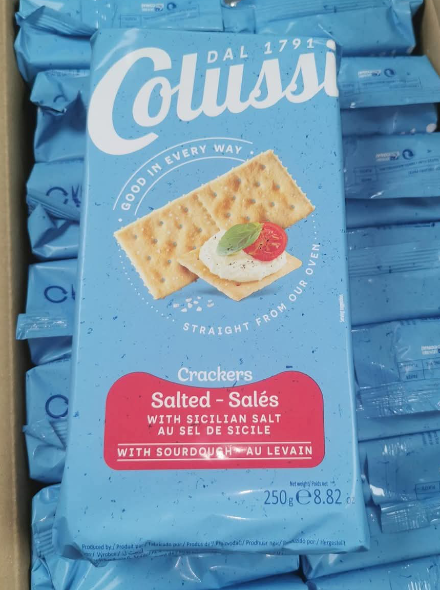 DAL 1791
Colussi
GOOD IN EVERY WAY
STRAIGHT FROM OUR OVEN
Crackers
Salted - Salés
WITH SICILIAN SALT
AU SEL DE SICILE
WITH SOURDOUGH - AU LEVAIN
250g ℮ 8.82